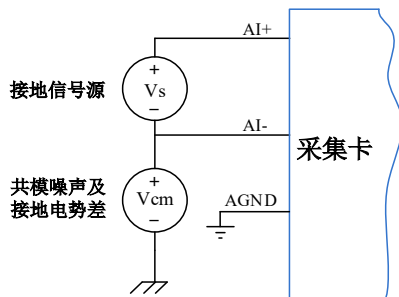 AI+
接地信号源
+
Vs
−
AI-
采集卡
共模噪声及
接地电势差
+
Vcm
−
AGND